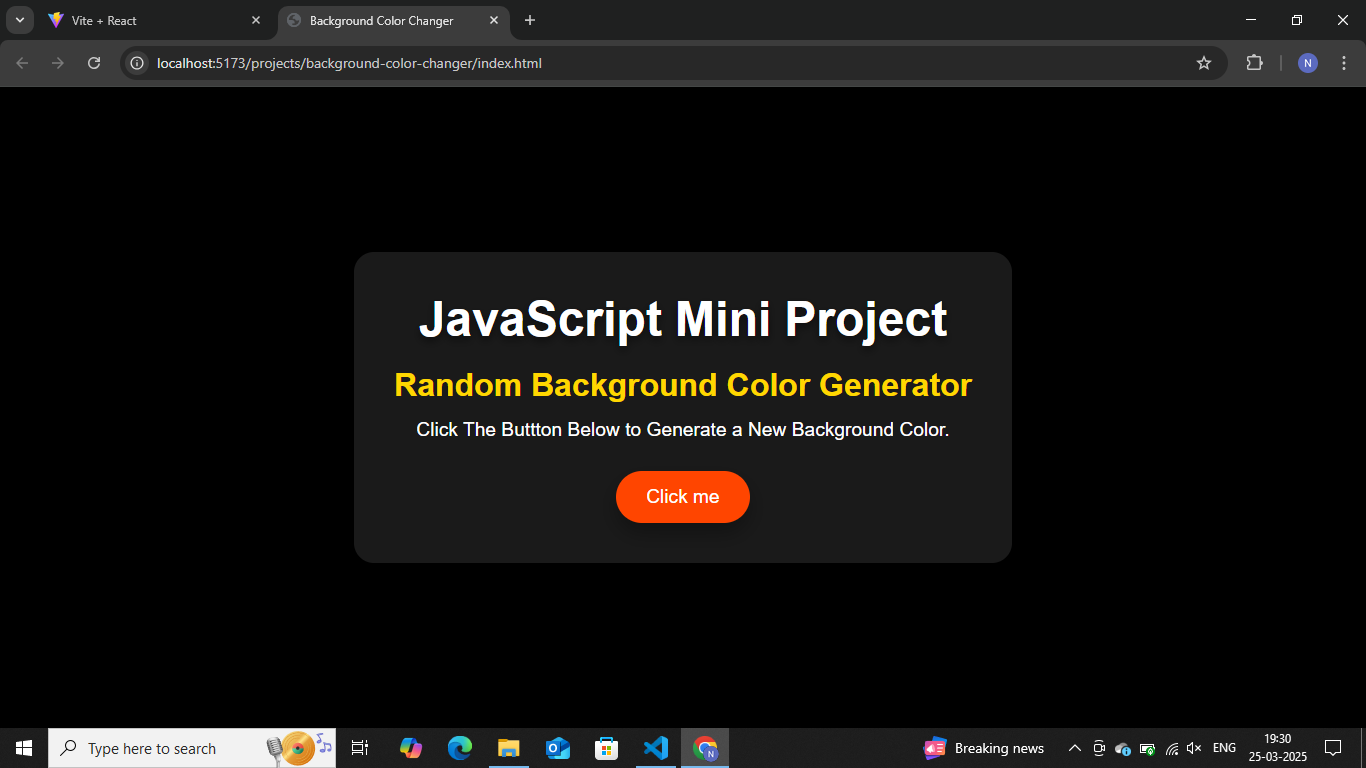 Vite + React
Background Color Changer
localhost:5173/projects/background-color-changer/index.html
N
JavaScript Mini Project
Random Background Color Generator
Click The Buttton Below to Generate a New Background Color.
Click me
Type here to search
N
Breaking news
ENG
19:30
25-03-2025